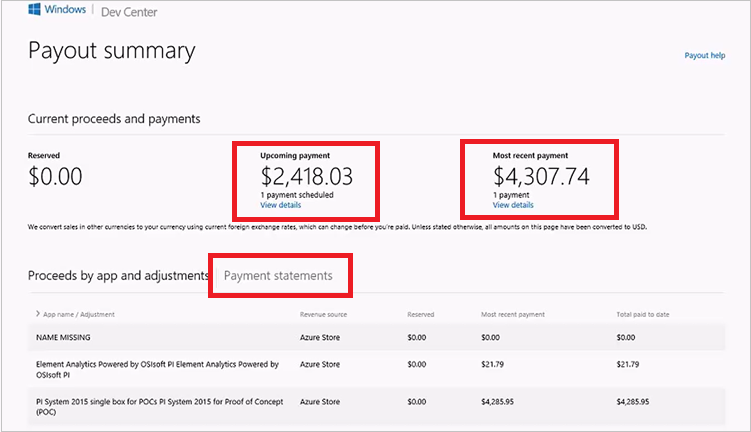 Windows | Dev Center
Payout summary
Payout help
Current proceeds and payments
Reserved Upcoming payment Most recent payment
$0.00 $2,418.03 $4,307.74
1 payment scheduled 1 payment
View details View details
We convert sales in other currencies to your currency using current foreign exchange rates, which can change before you're paid. Unless stated otherwise, all amounts on this page have been converted to USD.
Proceeds by app and adjustments | Payment statements
> App name / Adjustment Revenue source Reserved Most recent payment Total paid to date
NAME MISSING Azure Store $0.00 $0.00 $0.00
Element Analytics Powered by OSIsoft PI Element Analytics Powered by Azure Store $0.00 $21.79 $21.79
OSIsoft PI
PI System 2015 single box for POCs PI System 2015 for Proof of Concept Azure Store $0.00 $4,285.95 $4,285.95
(POC)